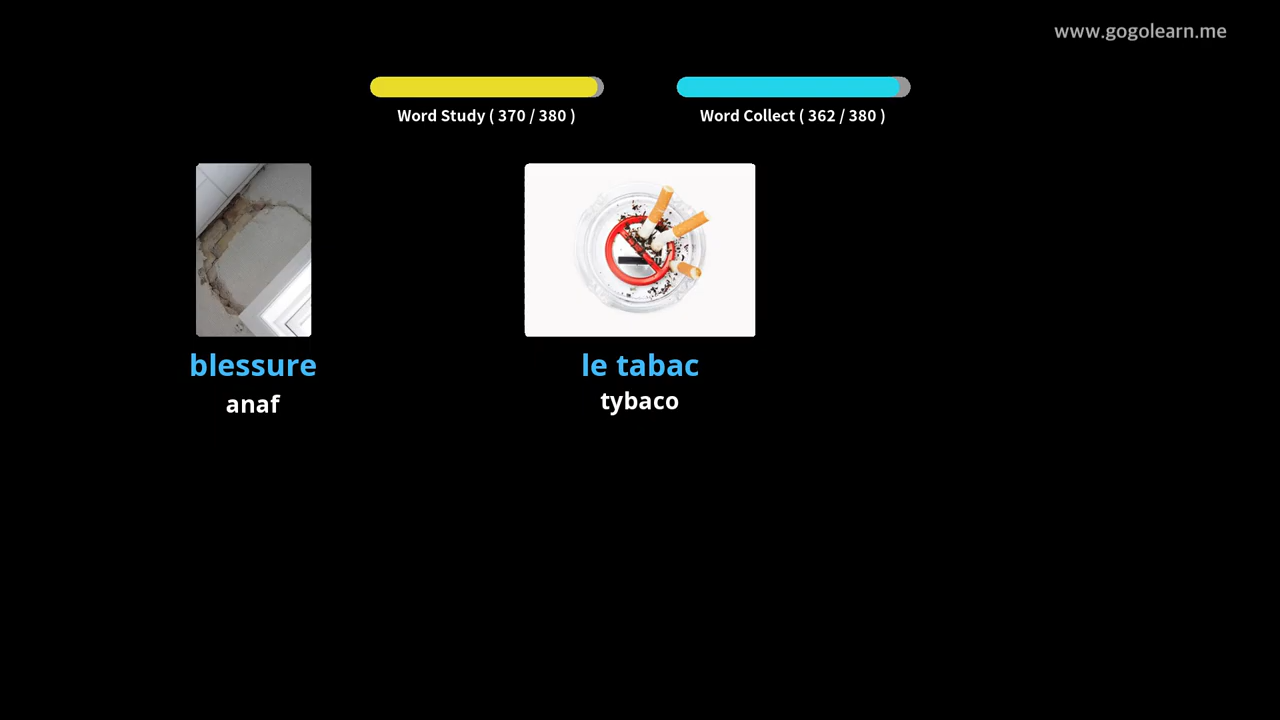 www.gogolearn.me
Word Study ( 370 / 380 )
Word Collect ( 362 / 380 )
blessure
anaf
le tabac
tybaco